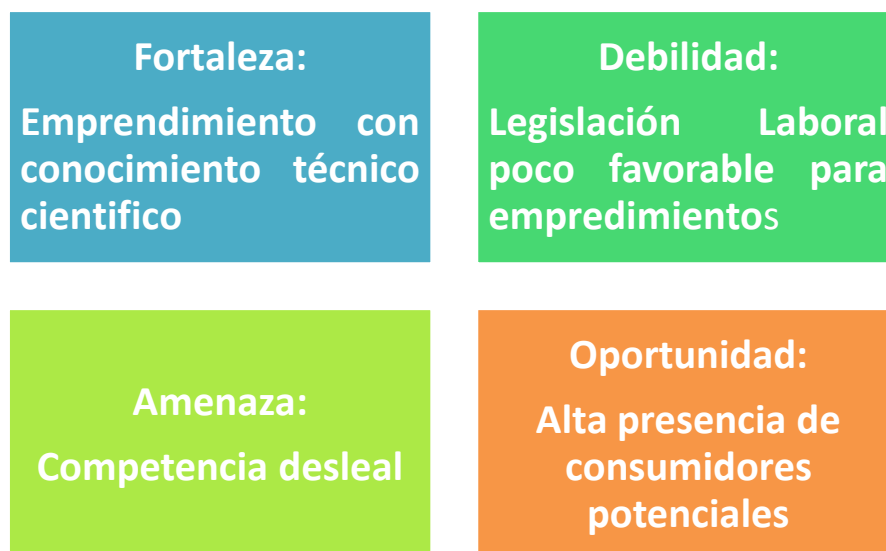 Fortaleza:
Emprendimiento con
conocimiento técnico
cientifico
Debilidad:
Legislación Laboral
poco favorable para
empredimientos
Amenaza:
Competencia desleal
Oportunidad:
Alta presencia de
consumidores
potenciales